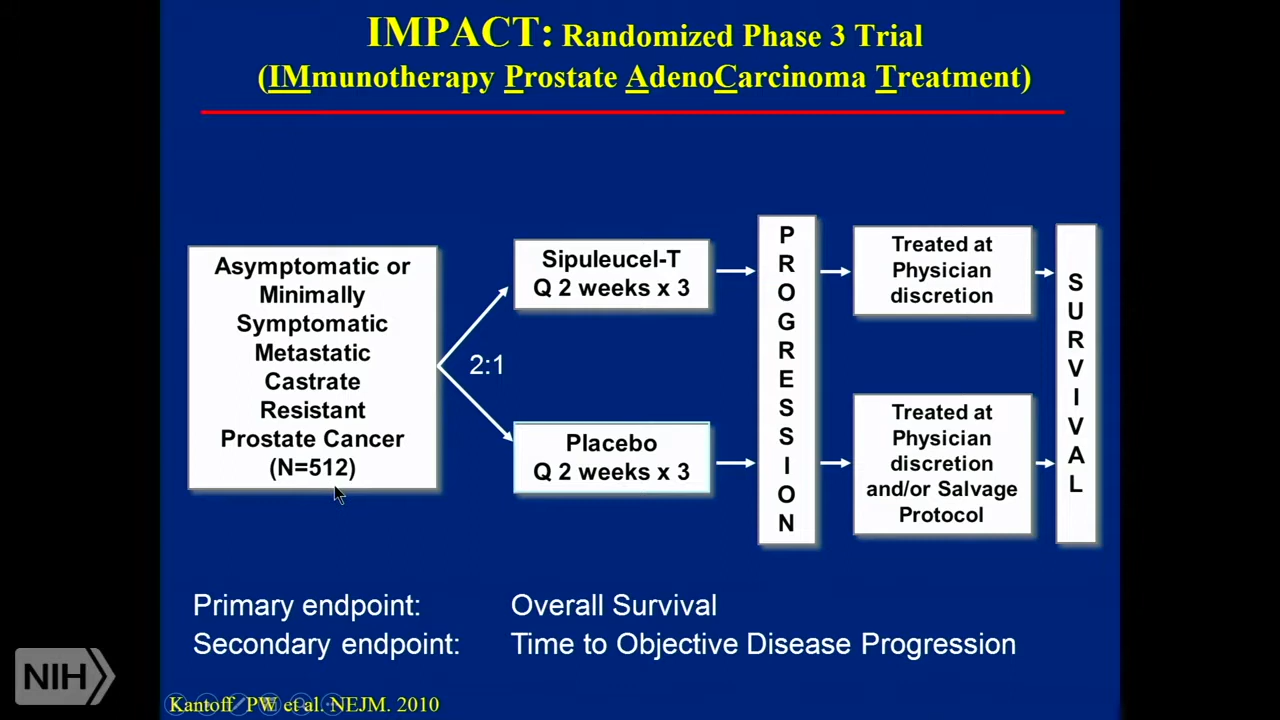 IMPACT: Randomized Phase 3 Trial
(IMmunotherapy Prostate AdenoCarcinoma Treatment)
Asymptomatic or
Minimally
Symptomatic
Metastatic
Castrate
Resistant
Prostate Cancer
(N=512)
2:1
Sipuleucel-T
Q 2 weeks x 3
Placebo
Q 2 weeks x 3
PROGRESSION
Treated at
Physician
discretion
Treated at
Physician
discretion
and/or Salvage
Protocol
SURVIVAL
Primary endpoint: Overall Survival
Secondary endpoint: Time to Objective Disease Progression
NIH
Kantoff PW et al. NEJM. 2010